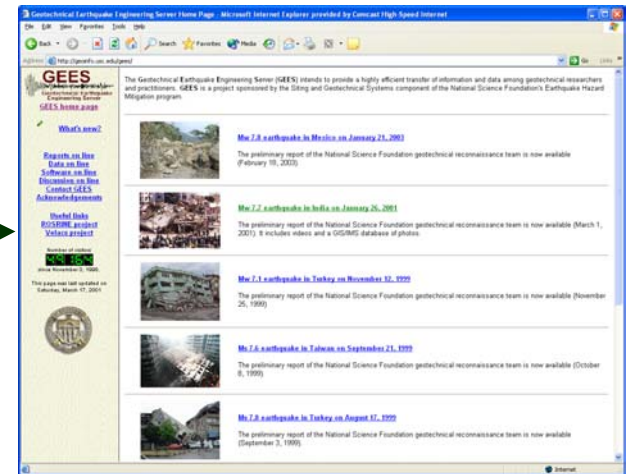 Geotechnical Earthquake Engineering Server Home Page - Microsoft Internet Explorer provided by Comcast High-Speed Internet
File Edit View Favorites Tools Help
Back Search Favorites Media
Address http://geoinfo.usc.edu/gees/ Go Links
GEES
Geotechnical Earthquake
Engineering Server
GEES home page
What's new?
Reports on line
Data on line
Software on line
Discussion on line
Contact GEES
Acknowledgements
Useful links
ROSRINE project
Velacs project
Number of visitors
since November 3, 1995.
This page was last updated on
Saturday, March 17, 2001
The Geotechnical Earthquake Engineering Server (GEES) intends to provide a highly efficient transfer of information and data among geotechnical researchers
and practitioners. GEES is a project sponsored by the Siting and Geotechnical Systems component of the National Science Foundation's Earthquake Hazard
Mitigation program.
Mw 7.8 earthquake in Mexico on January 21, 2003
The preliminary report of the National Science Foundation geotechnical reconnaissance team is now available
(February 18, 2003).
Mw 7.7 earthquake in India on January 26, 2001
The preliminary report of the National Science Foundation geotechnical reconnaissance team is now available (March 1,
2001). It includes videos and a GIS/IMS database of photos.
Mw 7.1 earthquake in Turkey on November 12, 1999
The preliminary report of the National Science Foundation geotechnical reconnaissance team is now available (November
25, 1999)
Ms 7.6 earthquake in Taiwan on September 21, 1999
The preliminary report of the National Science Foundation geotechnical reconnaissance team is now available (October
8, 1999).
Ms 7.8 earthquake in Turkey on August 17, 1999
The preliminary report of the National Science Foundation geotechnical reconnaissance team is now available
(September 3, 1999).
Internet